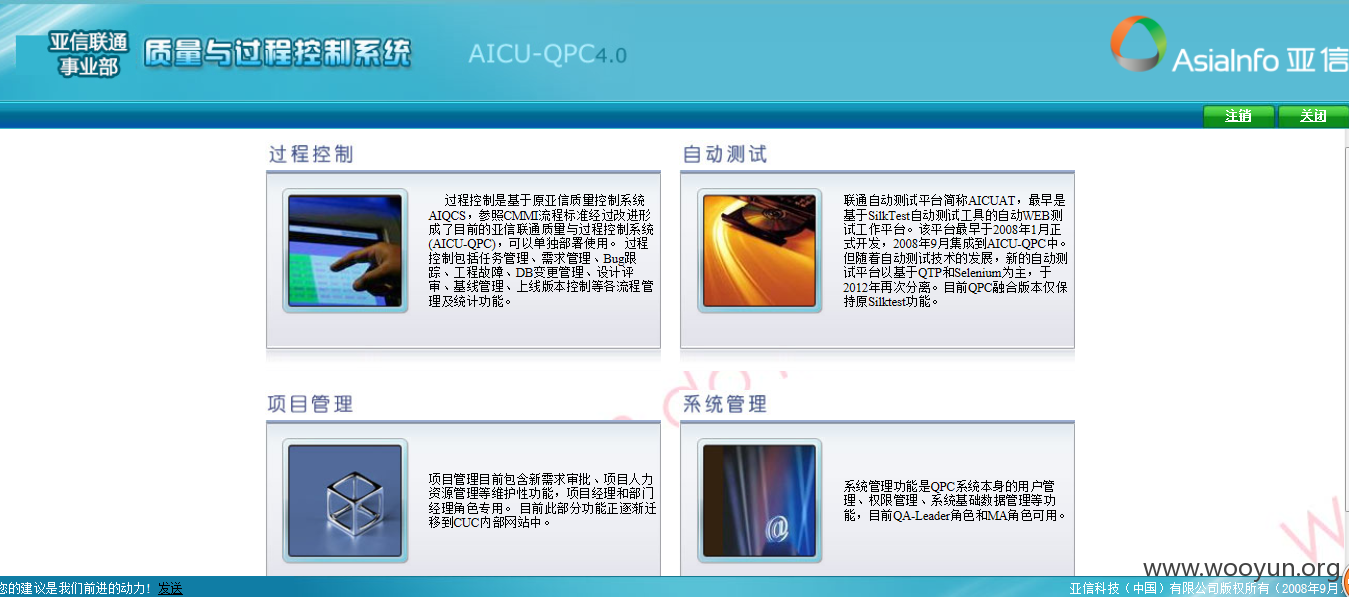 亚信联通
事业部
质量与过程控制系统
AICU-QPC4.0
AsiaInfo 亚信
注销
关闭
过程控制
过程控制是基于原亚信质量控制系统
AIQCS，参照CMMI流程标准经过改进形
成了目前的亚信联通质量与过程控制系统
(AICU-QPC)，可以单独部署使用。 过程
控制包括任务管理、需求管理、Bug跟
踪、工程故障、DB变更管理、设计评
审、基线管理、上线版本控制等各流程管
理及统计功能。
自动测试
联通自动测试平台简称AICUAT，最早是
基于SilkTest自动测试工具的自动WEB测
试工作平台。该平台最早于2008年1月正
式开发，2008年9月集成到AICU-QPC中。
但随着自动测试技术的发展，新的自动测
试平台以基于QTP和Selenium为主，于
2012年再次分离。目前QPC融合版本仅保
持原Silktest功能。
项目管理
项目管理目前包含新需求审批、项目人力
资源管理等维护性功能，项目经理和部门
经理角色专用。 目前此部分功能正逐渐迁
移到CUC内部网站中。
系统管理
系统管理功能是QPC系统本身的用户管
理、权限管理、系统基础数据管理等功
能，目前QA-Leader角色和MA角色可用。
www.wooyun.org
您的建议是我们前进的动力！ 发送
亚信科技（中国）有限公司版权所有（2008年9月